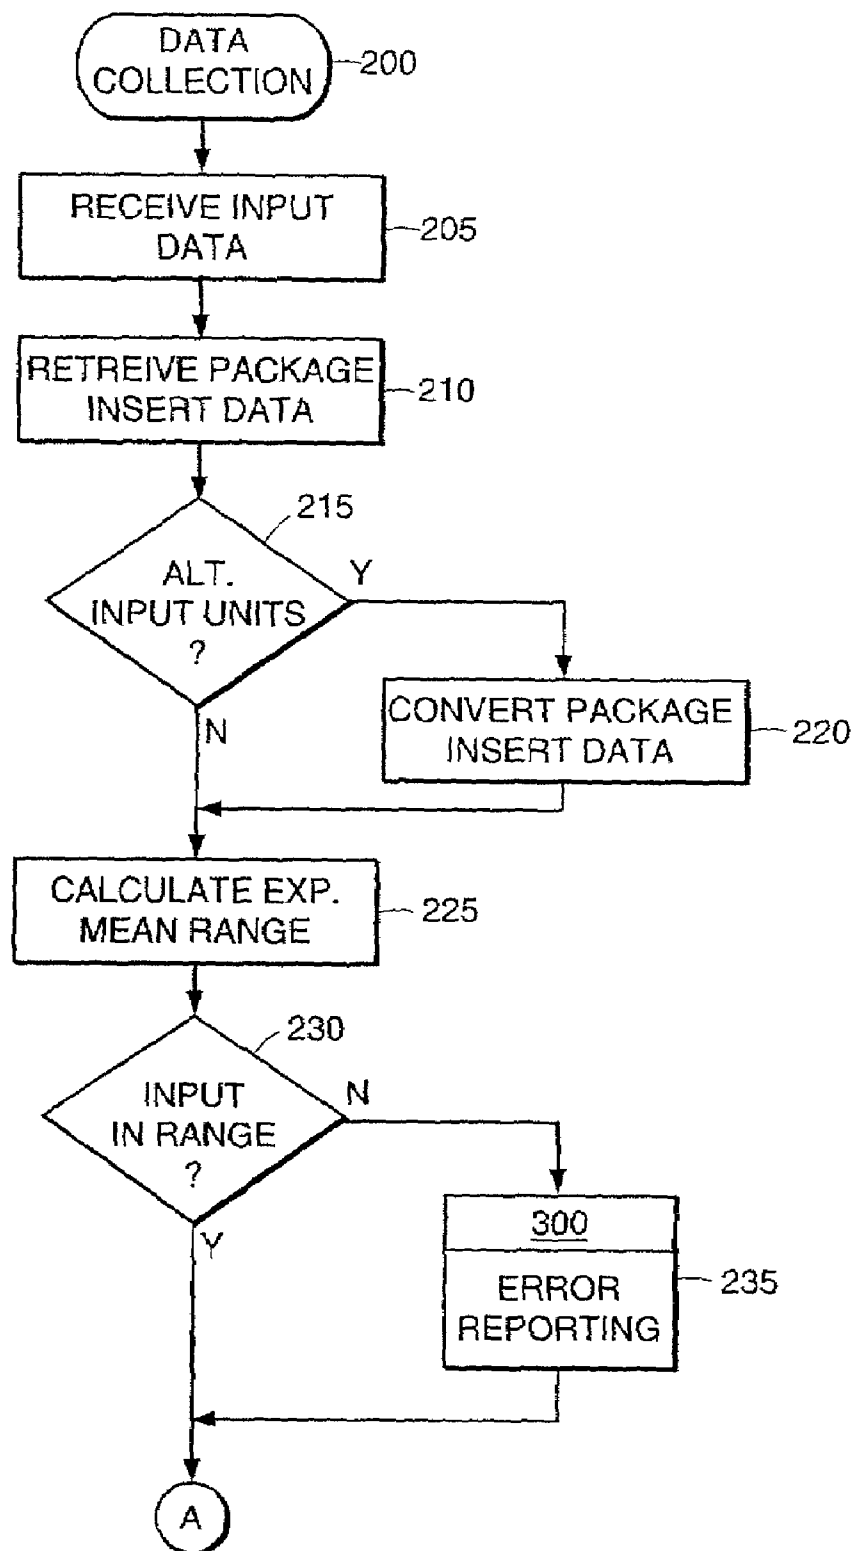 DATA
COLLECTION
200
RECEIVE INPUT
DATA
205
RETREIVE PACKAGE
INSERT DATA
210
215
ALT.
INPUT UNITS
?
Y
N
CONVERT PACKAGE
INSERT DATA
220
CALCULATE EXP.
MEAN RANGE
225
230
INPUT
IN RANGE
?
N
Y
300
ERROR
REPORTING
235
A